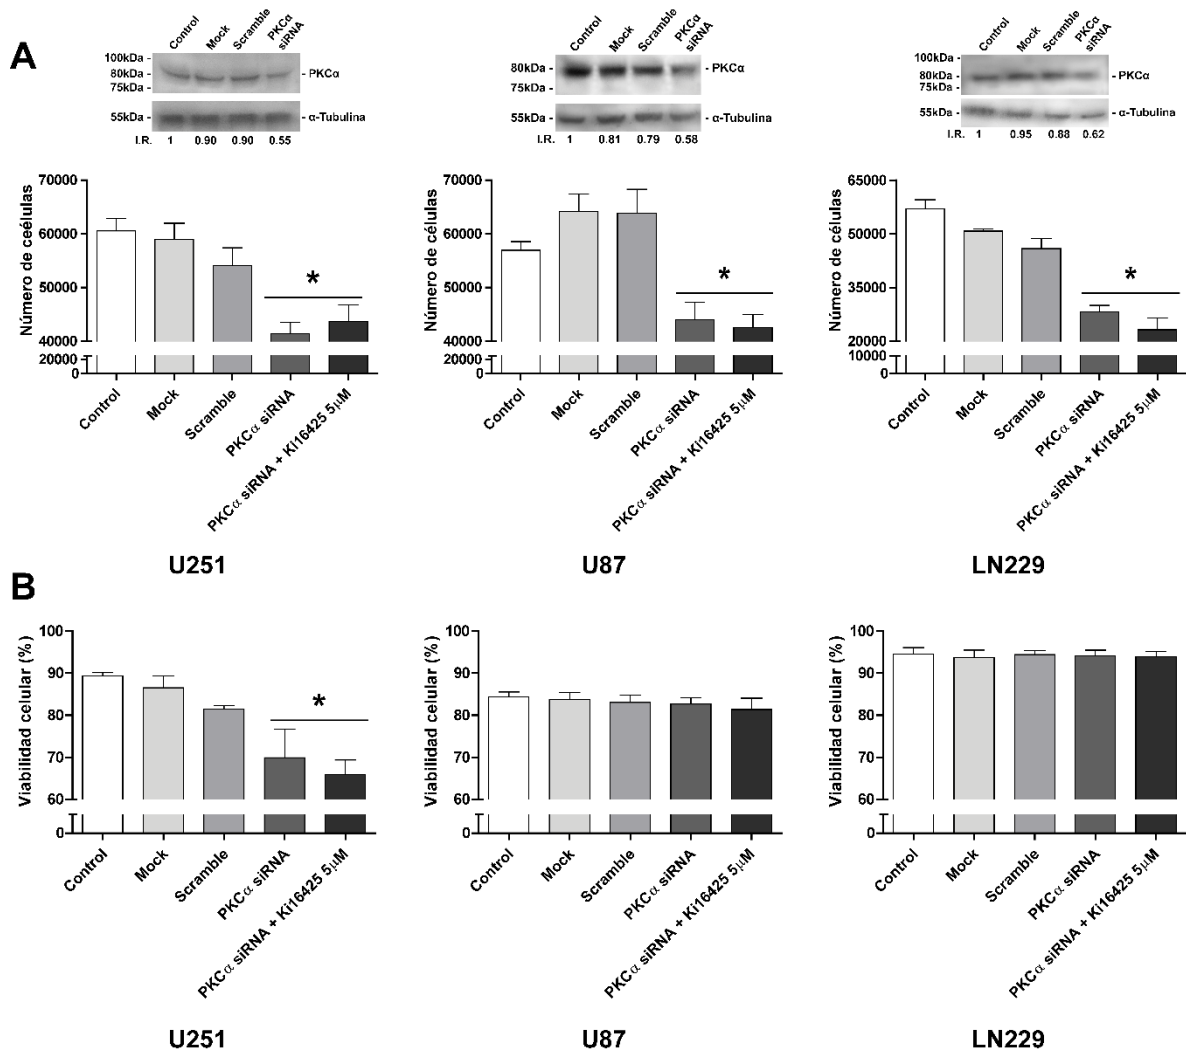 A
Control Mock Scramble PKCα siRNA
100kDa -
80kDa -
75kDa -
- PKCα
55kDa -
- α-Tubulina
I.R. 1 0.90 0.90 0.55
Número de ceélulas
70000
60000
50000
40000
20000
0
Control
Mock
Scramble
PKCα siRNA
PKCα siRNA + Ki16425 5μM
U251
Control Mock Scramble PKCα siRNA
80kDa -
75kDa -
- PKCα
55kDa -
- α-Tubulina
I.R. 1 0.81 0.79 0.58
Número de células
70000
60000
50000
40000
20000
0
Control
Mock
Scramble
PKCα siRNA
PKCα siRNA + Ki16425 5μM
U87
Control Mock Scramble PKCα siRNA
100kDa -
80kDa -
75kDa -
- PKCα
55kDa -
- α-Tubulina
I.R. 1 0.95 0.88 0.62
Número de células
65000
50000
35000
20000
10000
0
*
*
*
Control
Mock
Scramble
PKCα siRNA
PKCα siRNA + Ki16425 5μM
LN229
B
Viabilidad celular (%)
100
90
80
70
60
0
*
Control
Mock
Scramble
PKCα siRNA
PKCα siRNA + Ki16425 5μM
U251
Viabilidad celular (%)
100
90
80
70
60
0
Control
Mock
Scramble
PKCα siRNA
PKCα siRNA + Ki16425 5μM
U87
Viabilidad celular (%)
100
90
80
70
60
0
Control
Mock
Scramble
PKCα siRNA
PKCα siRNA + Ki16425 5μM
LN229